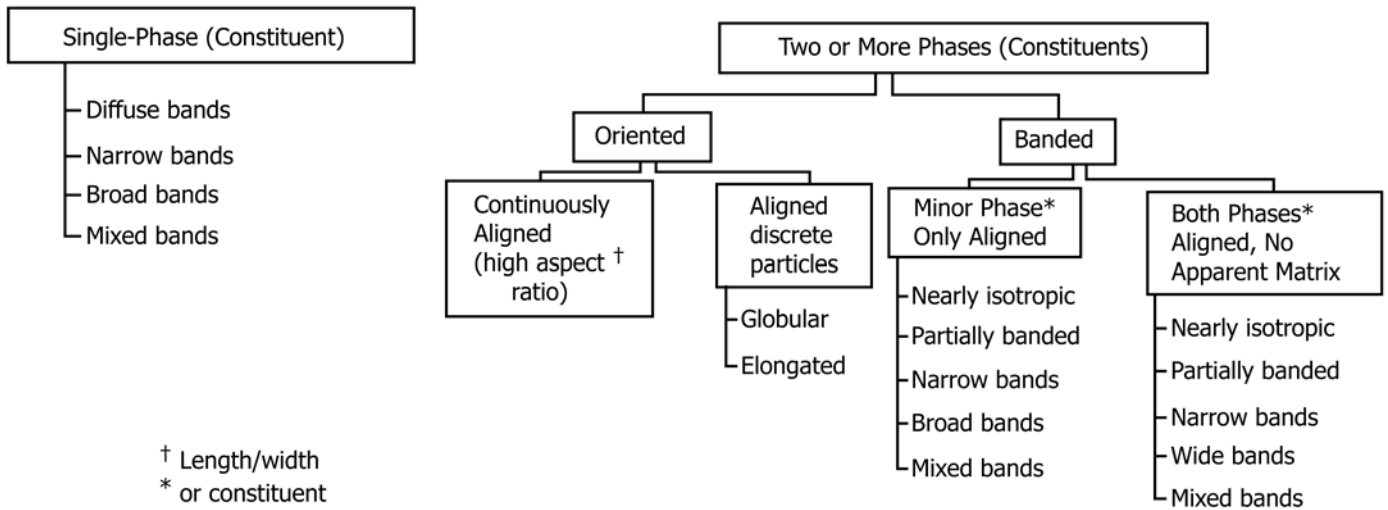 Single-Phase (Constituent)
Diffuse bands
Narrow bands
Broad bands
Mixed bands
Two or More Phases (Constituents)
Oriented
Continuously
Aligned
(high aspect †
ratio)
Aligned
discrete
particles
Globular
Elongated
Banded
Minor Phase*
Only Aligned
Nearly isotropic
Partially banded
Narrow bands
Broad bands
Mixed bands
Both Phases*
Aligned, No
Apparent Matrix
Nearly isotropic
Partially banded
Narrow bands
Wide bands
Mixed bands
† Length/width
* or constituent